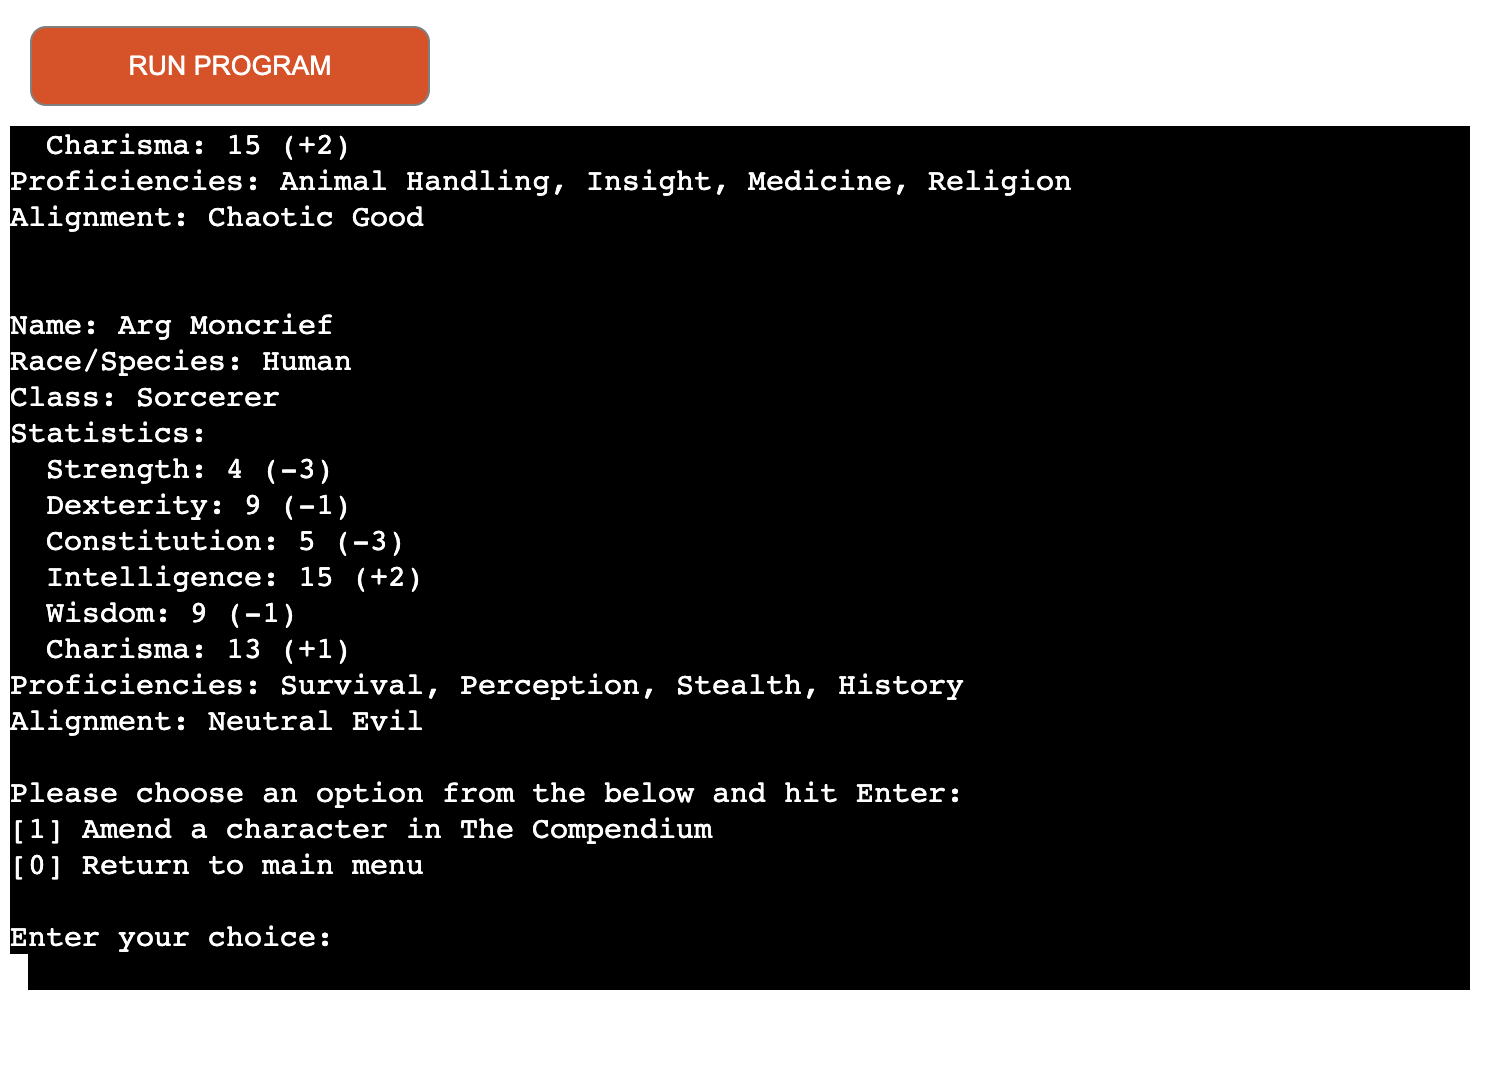 RUN PROGRAM
  Charisma: 15 (+2)
Proficiencies: Animal Handling, Insight, Medicine, Religion
Alignment: Chaotic Good
Name: Arg Moncrief
Race/Species: Human
Class: Sorcerer
Statistics:
  Strength: 4 (-3)
  Dexterity: 9 (-1)
  Constitution: 5 (-3)
  Intelligence: 15 (+2)
  Wisdom: 9 (-1)
  Charisma: 13 (+1)
Proficiencies: Survival, Perception, Stealth, History
Alignment: Neutral Evil
Please choose an option from the below and hit Enter:
[1] Amend a character in The Compendium
[0] Return to main menu
Enter your choice: